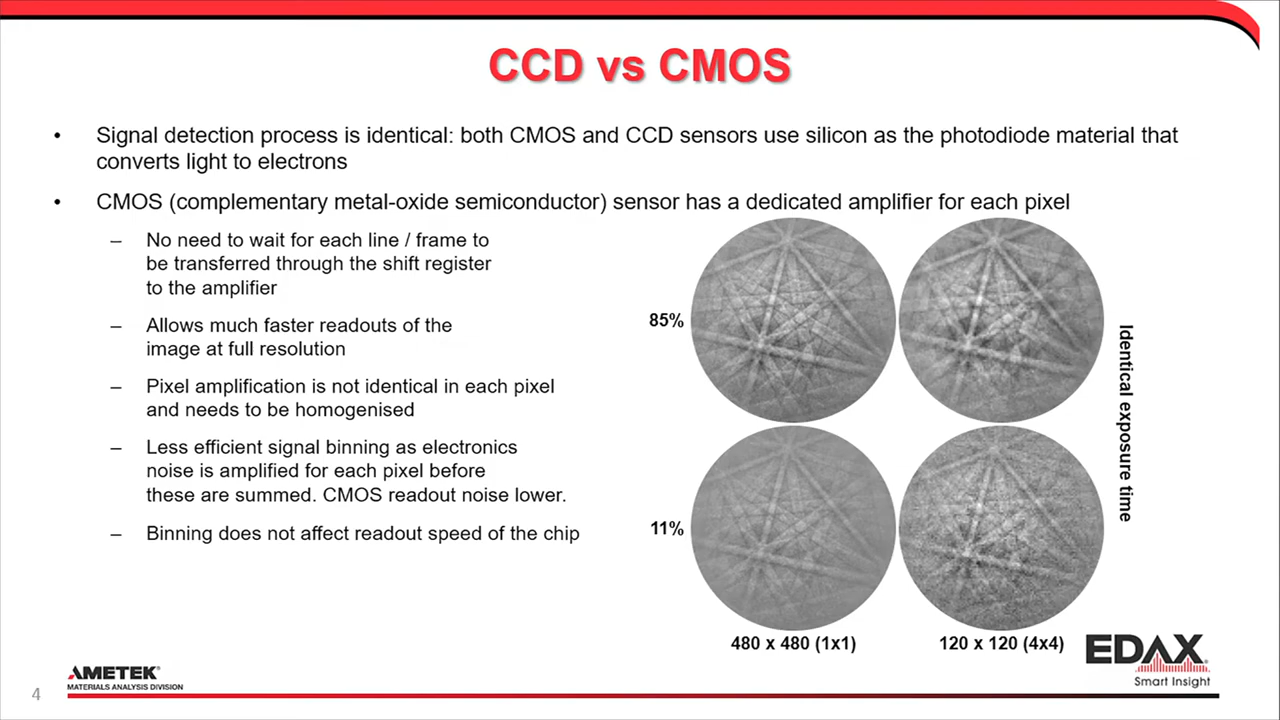 CCD vs CMOS
• Signal detection process is identical: both CMOS and CCD sensors use silicon as the photodiode material that
converts light to electrons
• CMOS (complementary metal-oxide semiconductor) sensor has a dedicated amplifier for each pixel
– No need to wait for each line / frame to
be transferred through the shift register
to the amplifier
– Allows much faster readouts of the
image at full resolution
– Pixel amplification is not identical in each pixel
and needs to be homogenised
– Less efficient signal binning as electronics
noise is amplified for each pixel before
these are summed. CMOS readout noise lower.
– Binning does not affect readout speed of the chip
85%
11%
Identical exposure time
480 x 480 (1x1)
120 x 120 (4x4)
AMETEK®
MATERIALS ANALYSIS DIVISION
EDAX®
Smart Insight
4